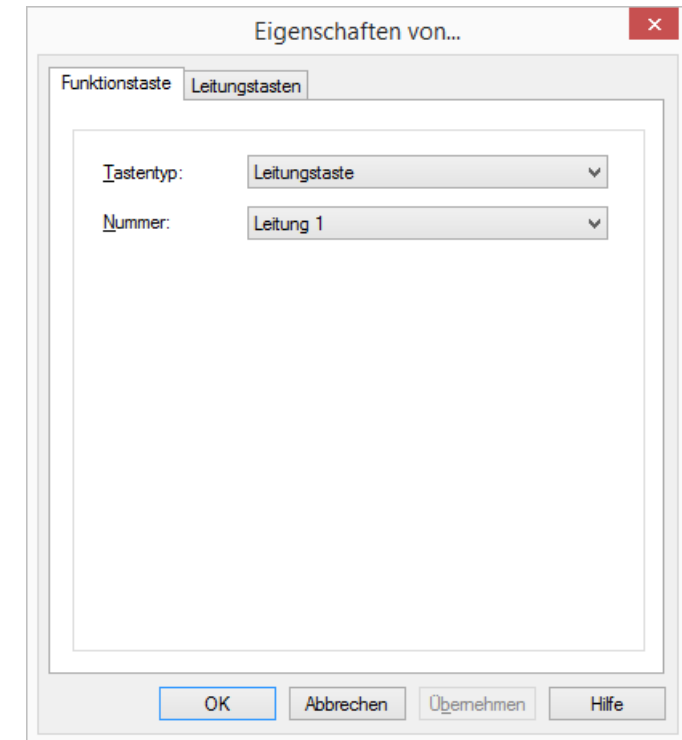 Eigenschaften von...
Funktionstaste Leitungstasten
Tastentyp: Leitungstaste
Nummer: Leitung 1
OK Abbrechen Übernehmen Hilfe